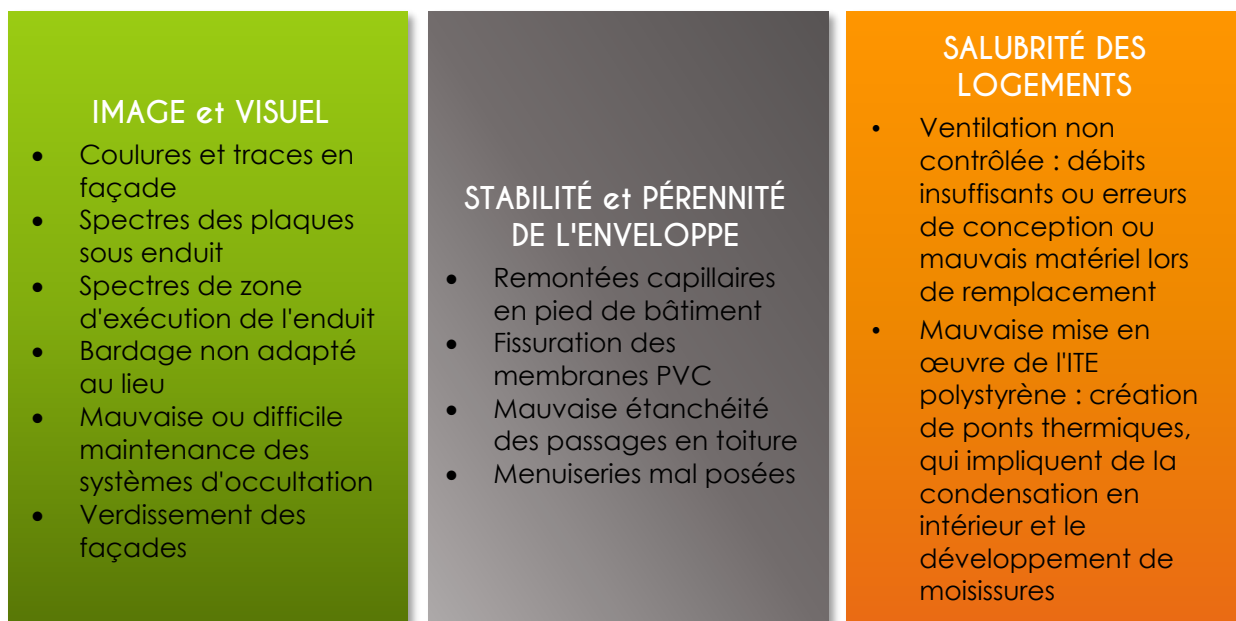 IMAGE et VISUEL
• Coulures et traces en
façade
• Spectres des plaques
sous enduit
• Spectres de zone
d'exécution de l'enduit
• Bardage non adapté
au lieu
• Mauvaise ou difficile
maintenance des
systèmes d'occultation
• Verdissement des
façades
STABILITÉ et PÉRENNITÉ
DE L'ENVELOPPE
• Remontées capillaires
en pied de bâtiment
• Fissuration des
membranes PVC
• Mauvaise étanchéité
des passages en toiture
• Menuiseries mal posées
SALUBRITÉ DES
LOGEMENTS
• Ventilation non
contrôlée : débits
insuffisants ou erreurs
de conception ou
mauvais matériel lors
de remplacement
• Mauvaise mise en
œuvre de l'ITE
polystyrène : création
de ponts thermiques,
qui impliquent de la
condensation en
intérieur et le
développement de
moisissures